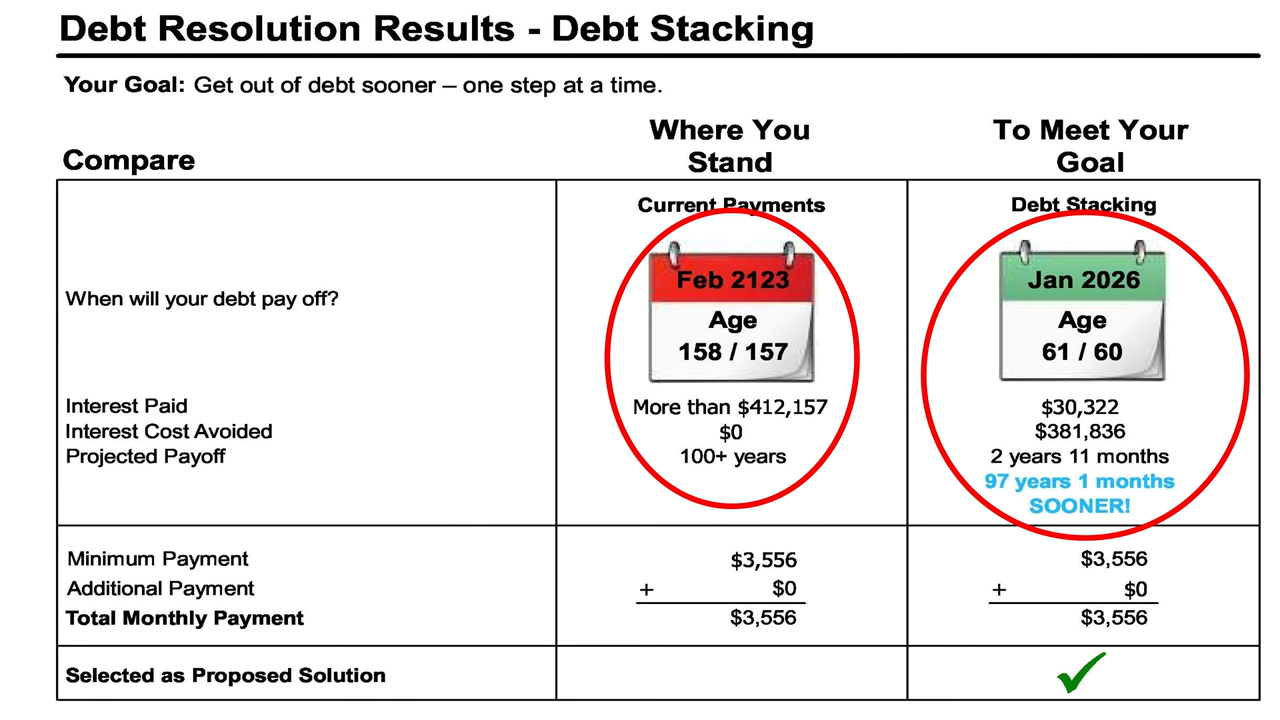 Debt Resolution Results - Debt Stacking
Your Goal: Get out of debt sooner – one step at a time.
Compare
Where You
Stand
To Meet Your
Goal
Current Payments
Debt Stacking
When will your debt pay off?
Feb 2123
Age
158 / 157
Jan 2026
Age
61 / 60
Interest Paid
More than $412,157
$30,322
Interest Cost Avoided
$0
$381,836
Projected Payoff
100+ years
2 years 11 months
97 years 1 months
SOONER!
Minimum Payment
$3,556
$3,556
Additional Payment
+ $0
+ $0
Total Monthly Payment
$3,556
$3,556
Selected as Proposed Solution